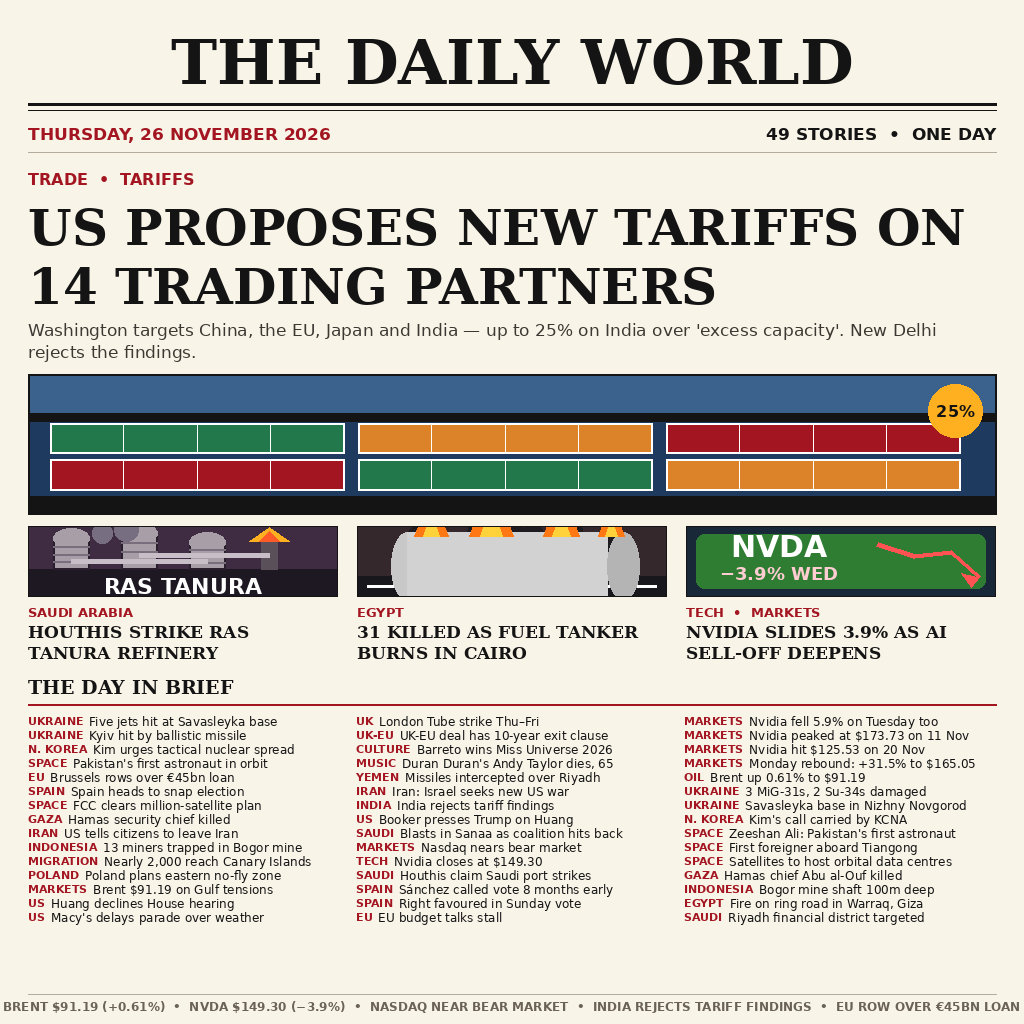 THE DAILY WORLD
THURSDAY, 26 NOVEMBER 2026
49 STORIES • ONE DAY
TRADE • TARIFFS
US PROPOSES NEW TARIFFS ON
14 TRADING PARTNERS
Washington targets China, the EU, Japan and India — up to 25% on India over 'excess capacity'. New Delhi
rejects the findings.
25%
RAS TANURA
SAUDI ARABIA
HOUTHIS STRIKE RAS
TANURA REFINERY
EGYPT
31 KILLED AS FUEL TANKER
BURNS IN CAIRO
NVDA
−3.9% WED
TECH • MARKETS
NVIDIA SLIDES 3.9% AS AI
SELL-OFF DEEPENS
THE DAY IN BRIEF
UKRAINE Five jets hit at Savasleyka base
UKRAINE Kyiv hit by ballistic missile
N. KOREA Kim urges tactical nuclear spread
SPACE Pakistan's first astronaut in orbit
EU Brussels rows over €45bn loan
SPAIN Spain heads to snap election
SPACE FCC clears million-satellite plan
GAZA Hamas security chief killed
IRAN US tells citizens to leave Iran
INDONESIA 13 miners trapped in Bogor mine
MIGRATION Nearly 2,000 reach Canary Islands
POLAND Poland plans eastern no-fly zone
MARKETS Brent $91.19 on Gulf tensions
US Huang declines House hearing
US Macy's delays parade over weather
UK London Tube strike Thu–Fri
UK-EU UK-EU deal has 10-year exit clause
CULTURE Barreto wins Miss Universe 2026
MUSIC Duran Duran's Andy Taylor dies, 65
YEMEN Missiles intercepted over Riyadh
IRAN Iran: Israel seeks new US war
INDIA India rejects tariff findings
US Booker presses Trump on Huang
SAUDI Blasts in Sanaa as coalition hits back
MARKETS Nasdaq nears bear market
TECH Nvidia closes at $149.30
SAUDI Houthis claim Saudi port strikes
SPAIN Sánchez called vote 8 months early
SPAIN Right favoured in Sunday vote
EU EU budget talks stall
MARKETS Nvidia fell 5.9% on Tuesday too
MARKETS Nvidia peaked at $173.73 on 11 Nov
MARKETS Nvidia hit $125.53 on 20 Nov
MARKETS Monday rebound: +31.5% to $165.05
OIL Brent up 0.61% to $91.19
UKRAINE 3 MiG-31s, 2 Su-34s damaged
UKRAINE Savasleyka base in Nizhny Novgorod
N. KOREA Kim's call carried by KCNA
SPACE Zeeshan Ali: Pakistan's first astronaut
SPACE First foreigner aboard Tiangong
SPACE Satellites to host orbital data centres
GAZA Hamas chief Abu al-Ouf killed
INDONESIA Bogor mine shaft 100m deep
EGYPT Fire on ring road in Warraq, Giza
SAUDI Riyadh financial district targeted
BRENT $91.19 (+0.61%) • NVDA $149.30 (−3.9%) • NASDAQ NEAR BEAR MARKET • INDIA REJECTS TARIFF FINDINGS • EU ROW OVER €45BN LOAN